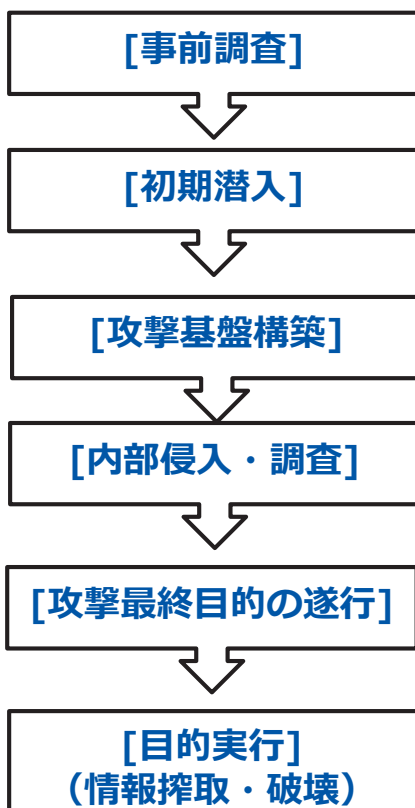 [事前調査]
[初期潜入]
[攻撃基盤構築]
[内部侵入・調査]
[攻撃最終目的の遂行]
[目的実行]
（情報搾取・破壊）